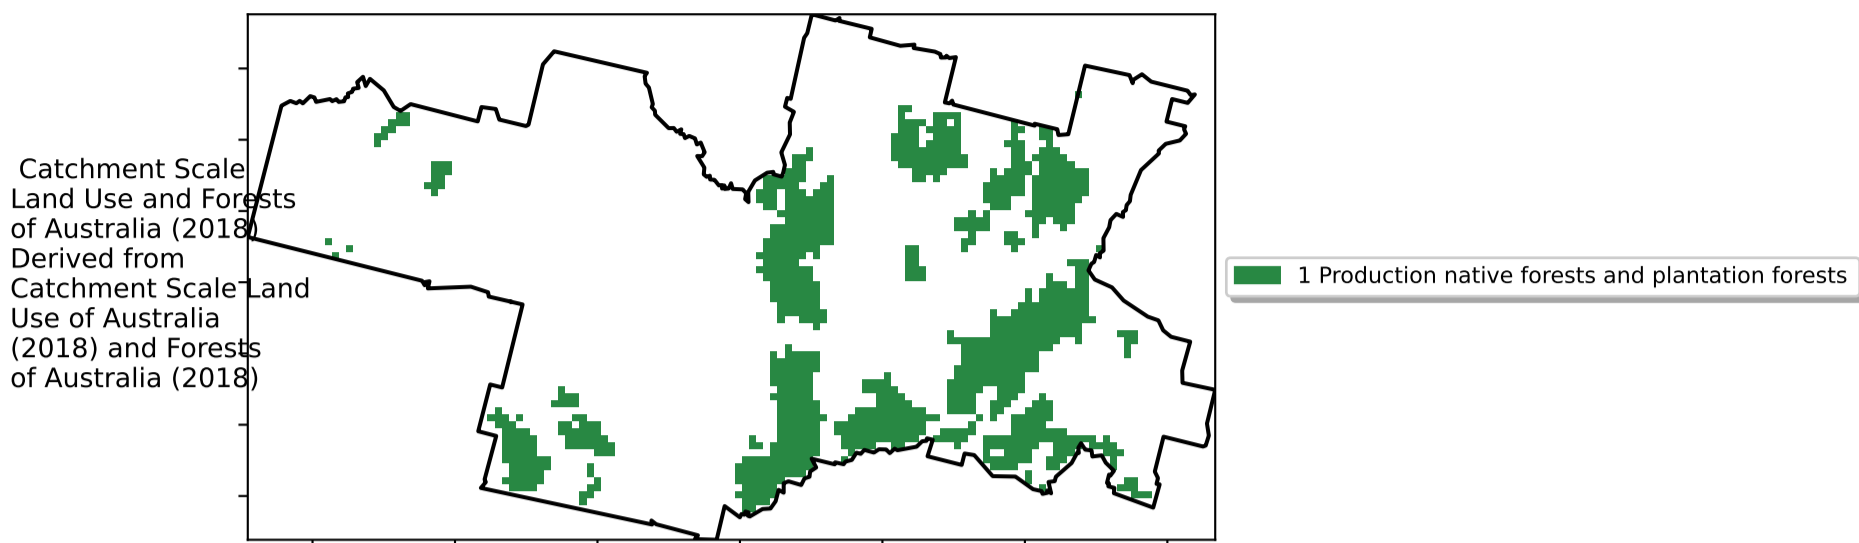 Catchment Scale
Land Use and Forests
of Australia (2018)
Derived from
Catchment Scale Land
Use of Australia
(2018) and Forests
of Australia (2018)
1 Production native forests and plantation forests